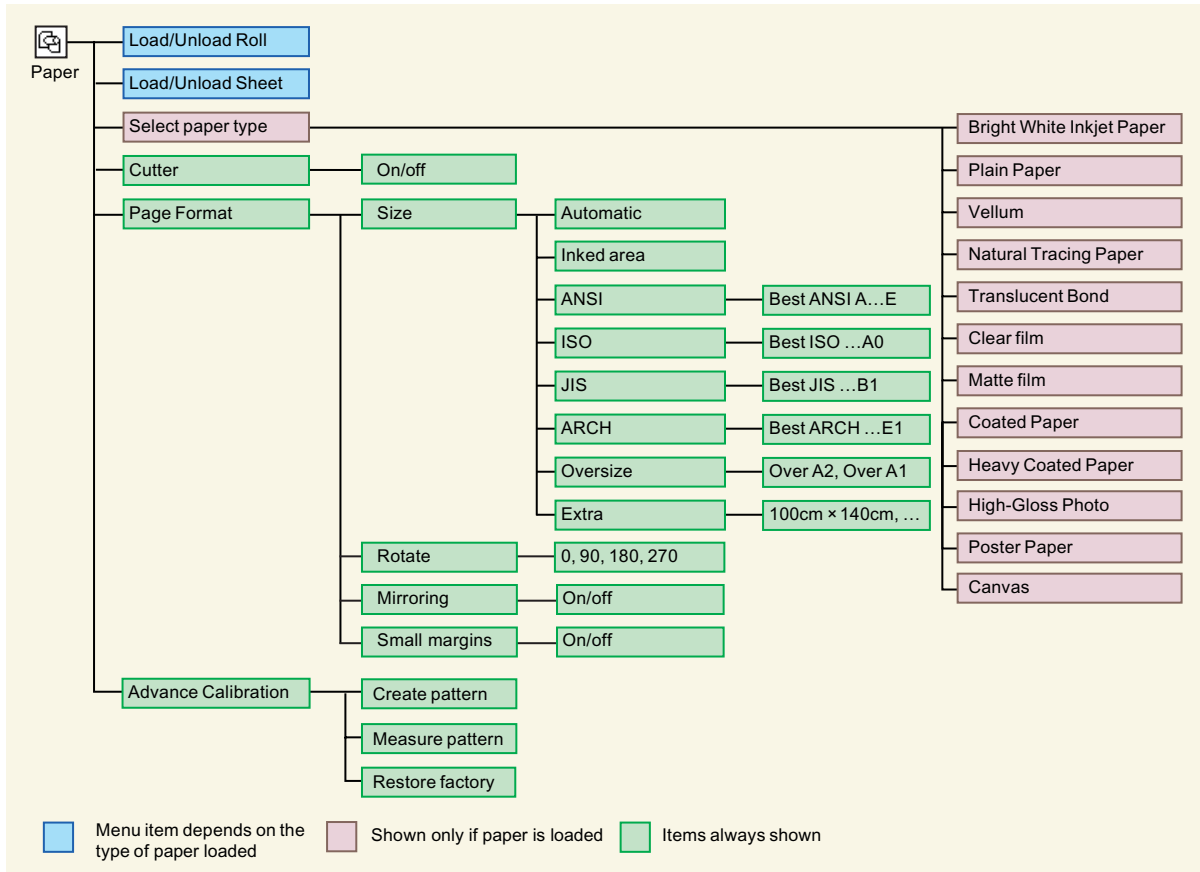 Paper
Load/Unload Roll
Load/Unload Sheet
Select paper type
Bright White Inkjet Paper
Plain Paper
Vellum
Natural Tracing Paper
Translucent Bond
Clear film
Matte film
Coated Paper
Heavy Coated Paper
High-Gloss Photo
Poster Paper
Canvas
Cutter
On/off
Page Format
Size
Automatic
Inked area
ANSI
Best ANSI A…E
ISO
Best ISO …A0
JIS
Best JIS …B1
ARCH
Best ARCH …E1
Oversize
Over A2, Over A1
Extra
100cm × 140cm, …
Rotate
0, 90, 180, 270
Mirroring
On/off
Small margins
On/off
Advance Calibration
Create pattern
Measure pattern
Restore factory
Menu item depends on the
type of paper loaded
Shown only if paper is loaded
Items always shown